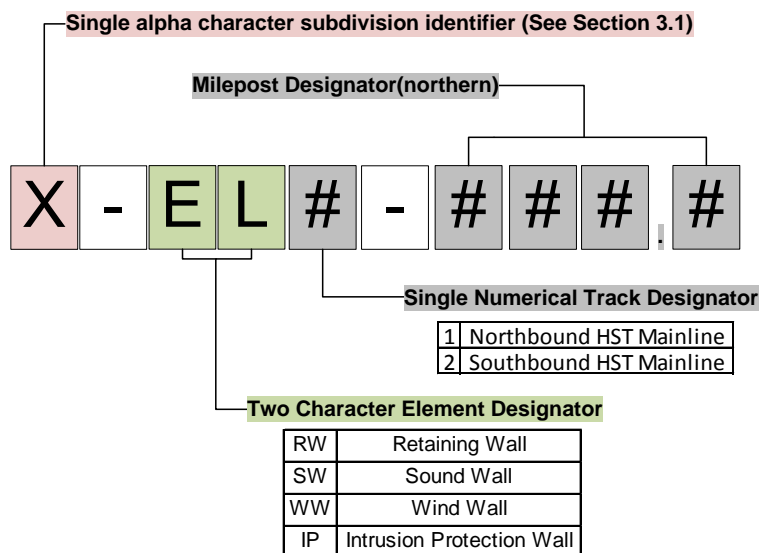 Single alpha character subdivision identifier (See Section 3.1)
Milepost Designator(northern)
X - E L # - # # # . #
Single Numerical Track Designator
1 Northbound HST Mainline
2 Southbound HST Mainline
Two Character Element Designator
RW Retaining Wall
SW Sound Wall
WW Wind Wall
IP Intrusion Protection Wall